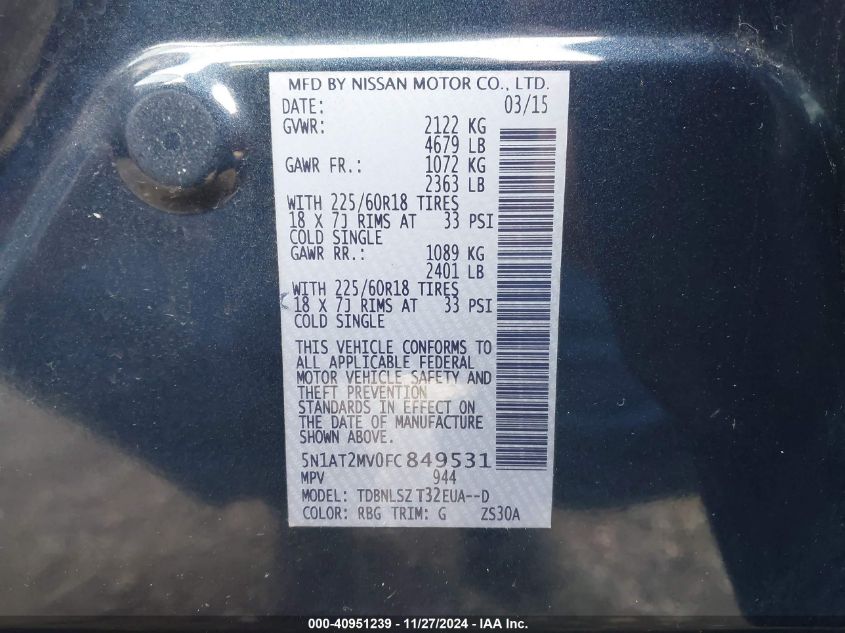 MFD BY NISSAN MOTOR CO., LTD.
DATE: 03/15
GVWR: 2122 KG
4679 LB
GAWR FR.: 1072 KG
2363 LB
WITH 225/60R18 TIRES
18 X 7J RIMS AT 33 PSI
COLD SINGLE
GAWR RR.: 1089 KG
2401 LB
WITH 225/60R18 TIRES
18 X 7J RIMS AT 33 PSI
COLD SINGLE
THIS VEHICLE CONFORMS TO
ALL APPLICABLE FEDERAL
MOTOR VEHICLE SAFETY AND
THEFT PREVENTION
STANDARDS IN EFFECT ON
THE DATE OF MANUFACTURE
SHOWN ABOVE.
5N1AT2MV0FC849531
MPV 944
MODEL: TDBNLSZ T32EUA--D
COLOR: RBG TRIM: G ZS30A
000-40951239 - 11/27/2024 - IAA Inc.